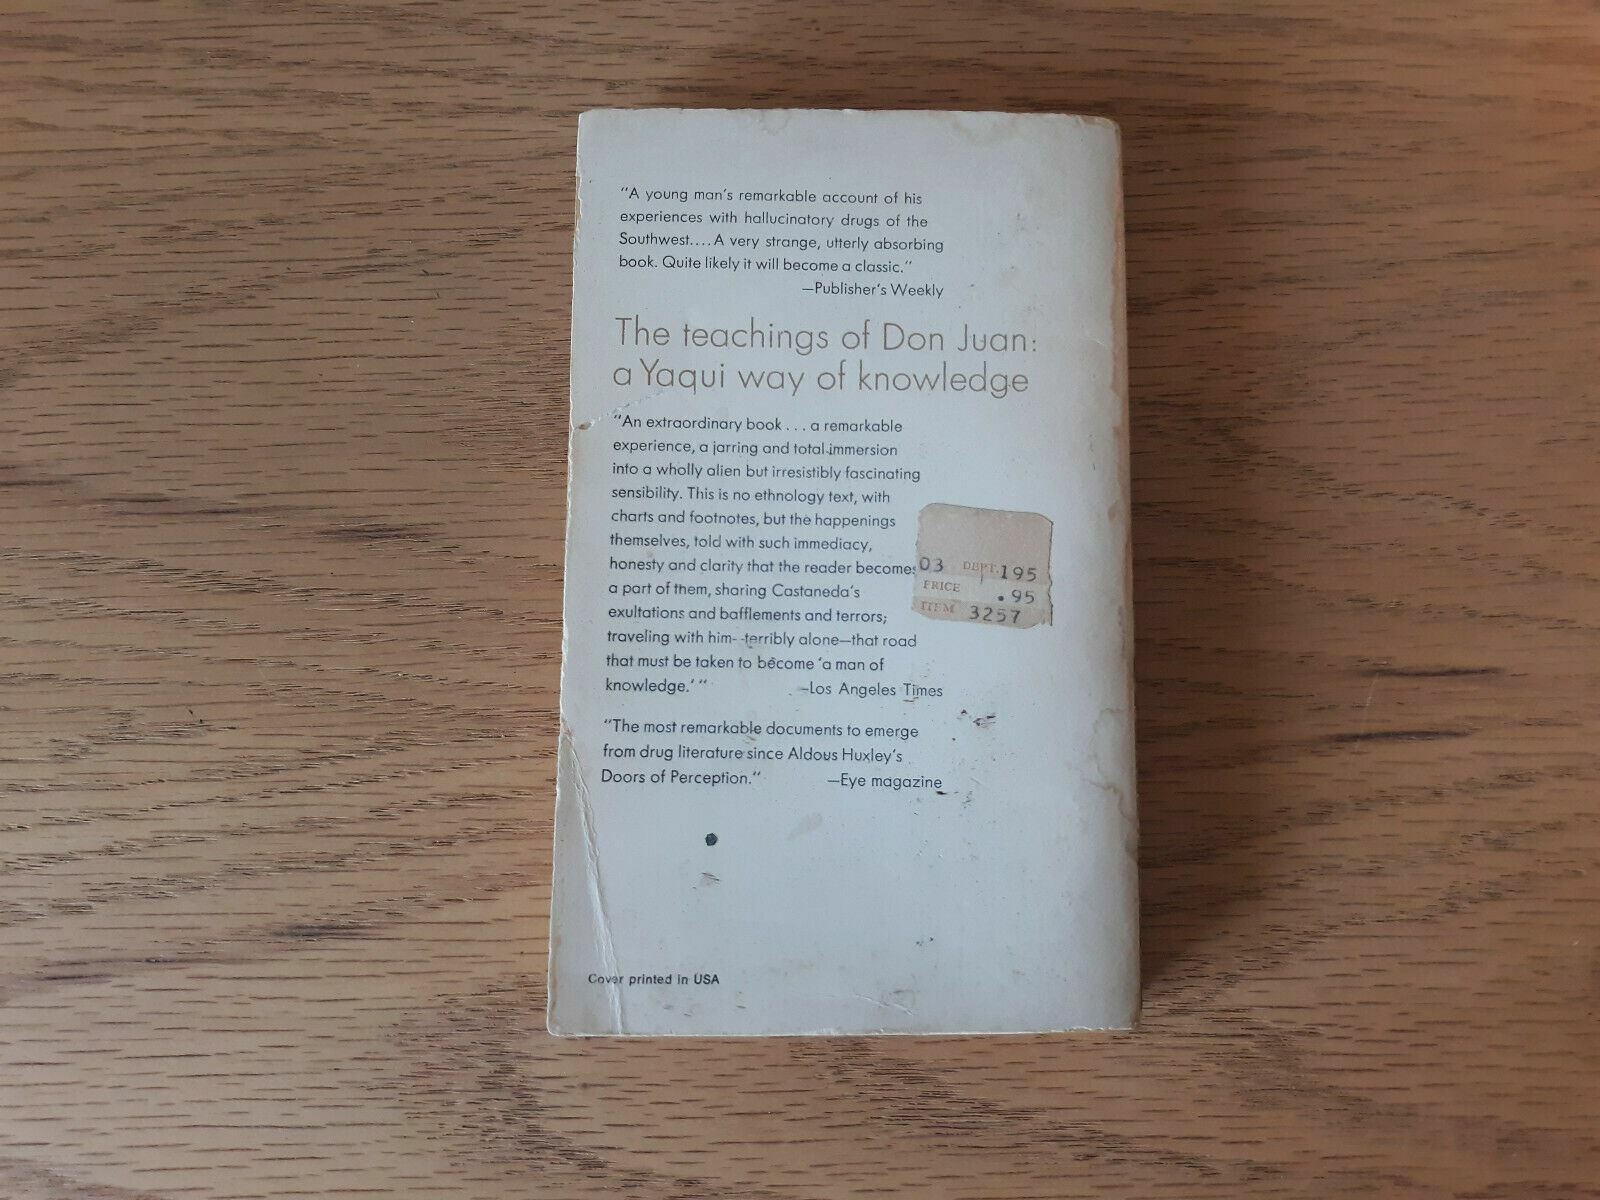 "A young man's remarkable account of his
experiences with hallucinatory drugs of the
Southwest.... A very strange, utterly absorbing
book. Quite likely it will become a classic."
—Publisher's Weekly
The teachings of Don Juan:
a Yaqui way of knowledge
"An extraordinary book . . . a remarkable
experience, a jarring and total immersion
into a wholly alien but irresistibly fascinating
sensibility. This is no ethnology text, with
charts and footnotes, but the happenings
themselves, told with such immediacy,
honesty and clarity that the reader becomes
a part of them, sharing Castaneda's
exultations and bafflements and terrors;
traveling with him--terribly alone—that road
that must be taken to become 'a man of
knowledge.'" —Los Angeles Times
"The most remarkable documents to emerge
from drug literature since Aldous Huxley's
Doors of Perception." —Eye magazine
03 DEPT. 195
PRICE .95
ITEM 3257
Cover printed in USA